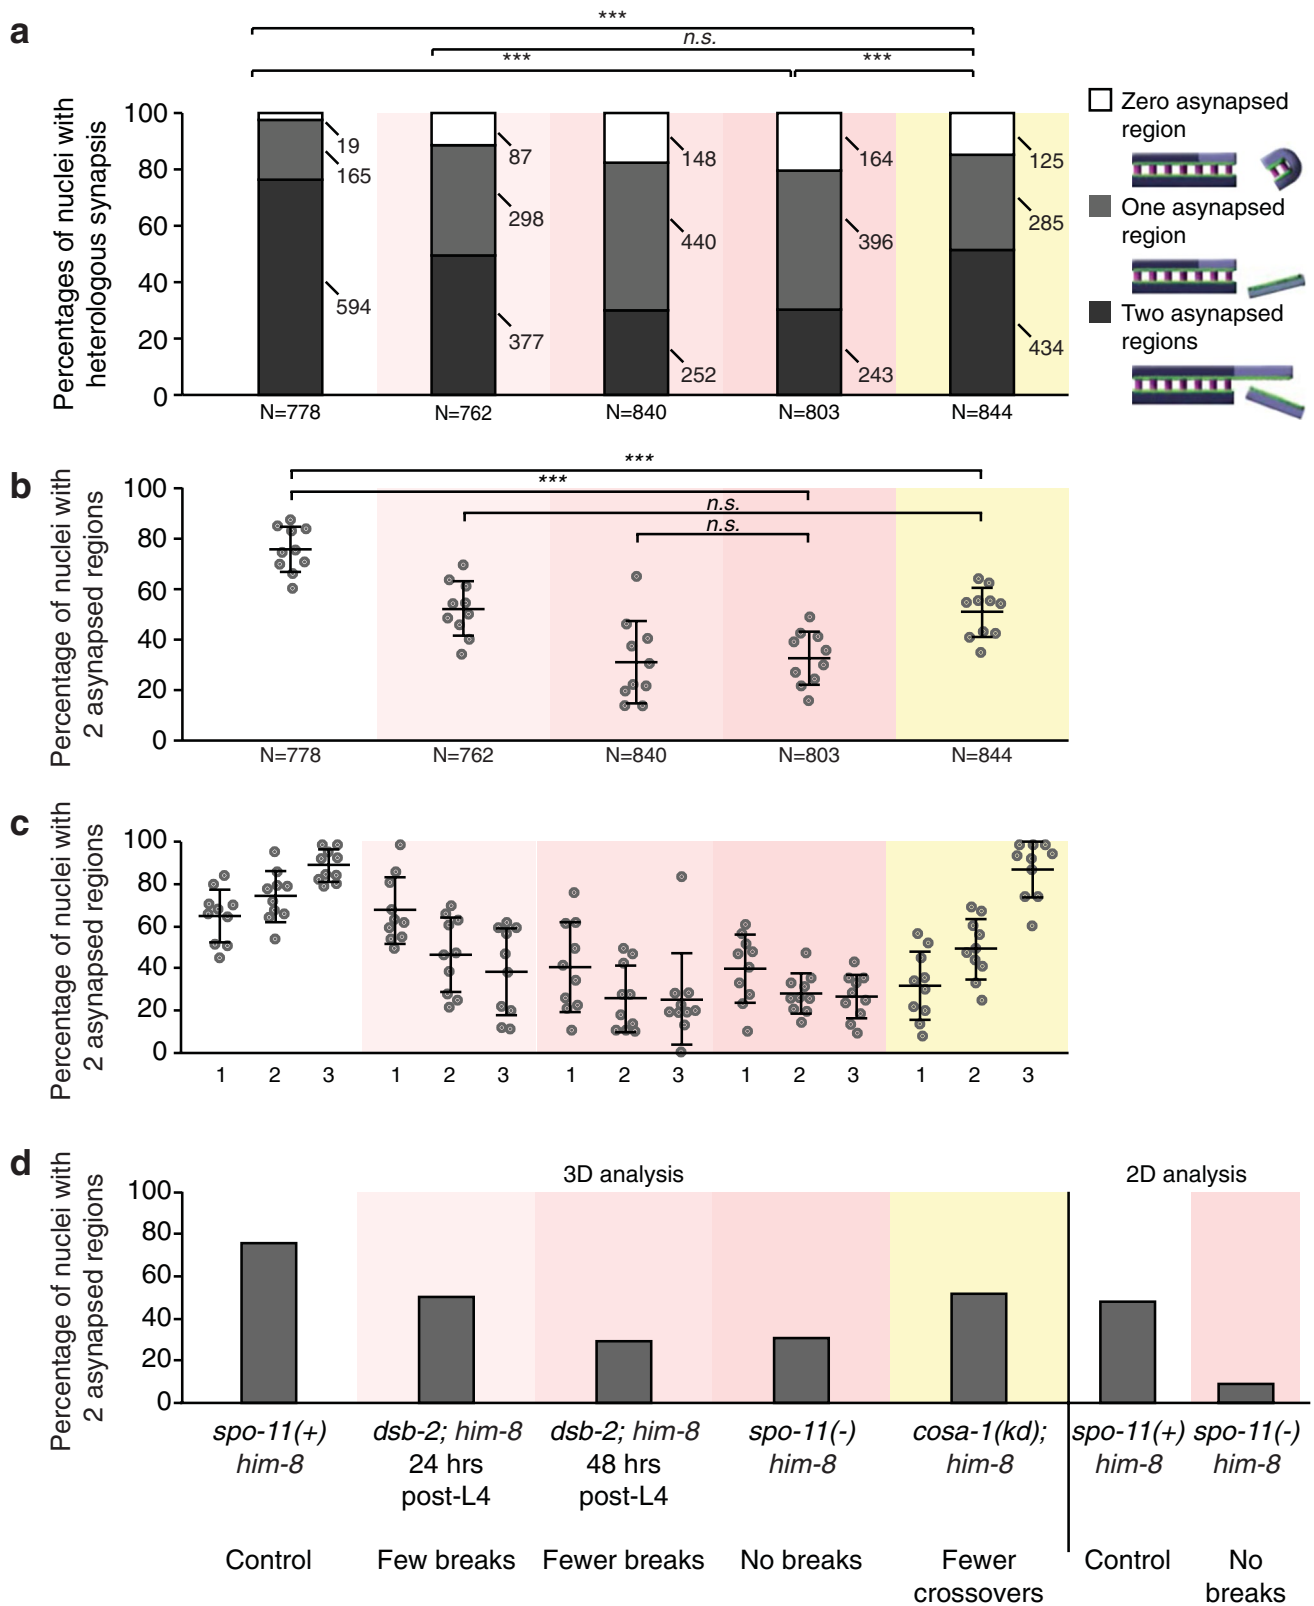 a
***
n.s.
***
***
Percentages of nuclei with
heterologous synapsis
100
80
60
40
20
0
19
165
594
87
298
377
148
440
252
164
396
243
125
285
434
N=778
N=762
N=840
N=803
N=844
Zero asynapsed
region
One asynapsed
region
Two asynapsed
regions
b
***
***
n.s.
n.s.
Percentage of nuclei with
2 asynapsed regions
100
80
60
40
20
0
N=778
N=762
N=840
N=803
N=844
c
Percentage of nuclei with
2 asynapsed regions
100
80
60
40
20
0
1 2 3 1 2 3 1 2 3 1 2 3 1 2 3
d
3D analysis
2D analysis
Percentage of nuclei with
2 asynapsed regions
100
80
60
40
20
0
spo-11(+)
him-8
Control
dsb-2; him-8
24 hrs
post-L4
Few breaks
dsb-2; him-8
48 hrs
post-L4
Fewer breaks
spo-11(-)
him-8
No breaks
cosa-1(kd);
him-8
Fewer
crossovers
spo-11(+)
him-8
Control
spo-11(-)
him-8
No
breaks